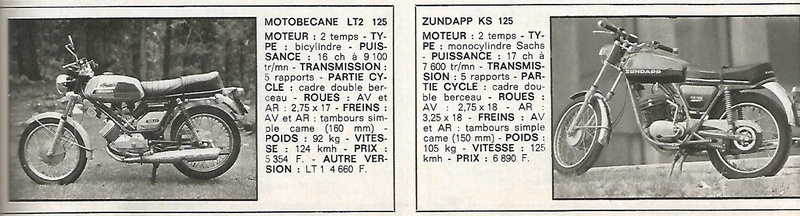 MOTOBECANE LT2 125
MOTEUR : 2 temps - TY-
PE : bicylindre - PUIS-
SANCE : 16 ch à 9 100
tr/mn - TRANSMISSION :
5 rapports - PARTIE CY-
CLE : cadre double ber-
ceau - ROUES : AV et
AR : 2,75 x 17 - FREINS :
AV et AR : tambours sim-
ple came (160 mm) -
POIDS : 92 kg - VITES-
SE : 124 kmh - PRIX :
5 354 F. - AUTRE VER-
SION : LT 1 4 660 F.
ZUNDAPP KS 125
MOTEUR : 2 temps - TY-
PE : monocylindre Sachs
- PUISSANCE : 17 ch à
7 600 tr/mn - TRANSMIS-
SION : 5 rapports - PAR-
TIE CYCLE : cadre dou-
ble berceau - ROUES :
AV : 2,75 x 18 - AR :
3,25 x 18 - FREINS : AV
et AR : tambours simple
came (150 mm) - POIDS :
105 kg - VITESSE : 125
kmh - PRIX : 6 890 F.
ZUNDAPP